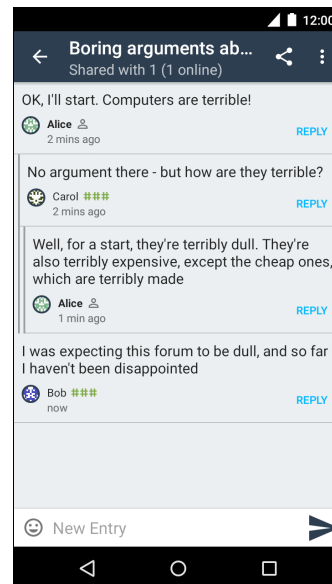 12:00
Boring arguments ab...
Shared with 1 (1 online)
OK, I'll start. Computers are terrible!
Alice
2 mins ago
REPLY
No argument there - but how are they terrible?
Carol ###
2 mins ago
REPLY
Well, for a start, they're terribly dull. They're
also terribly expensive, except the cheap ones,
which are terribly made
Alice
1 min ago
REPLY
I was expecting this forum to be dull, and so far
I haven't been disappointed
Bob ###
now
REPLY
New Entry